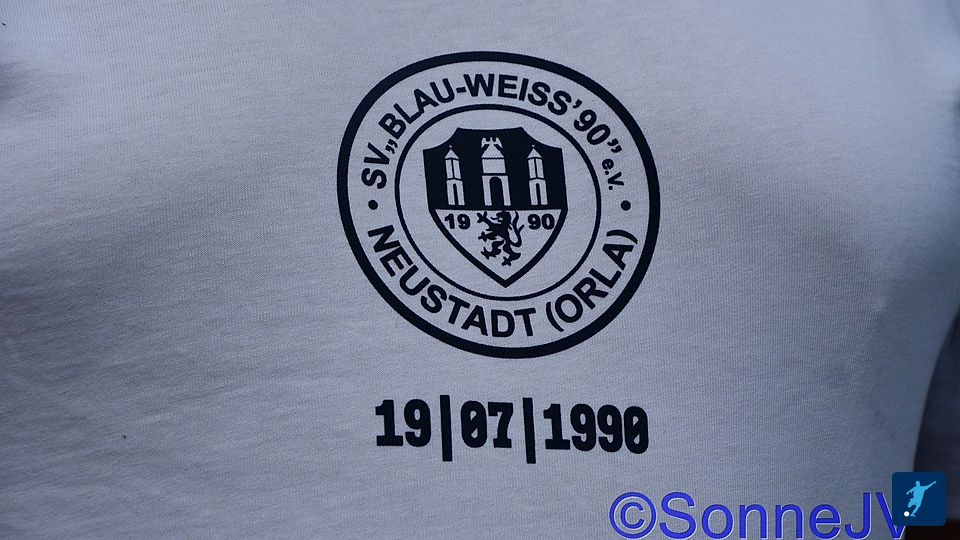 SV „BLAU-WEISS’90” e.V.
19 90
• NEUSTADT (ORLA) •
19|07|1990
©SonneJV